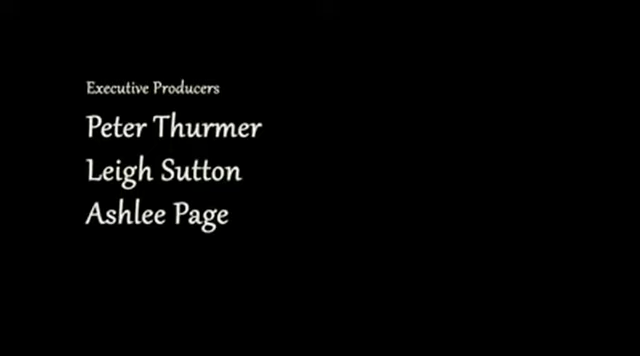 Executive Producers
Peter Thurmer
Leigh Sutton
Ashlee Page